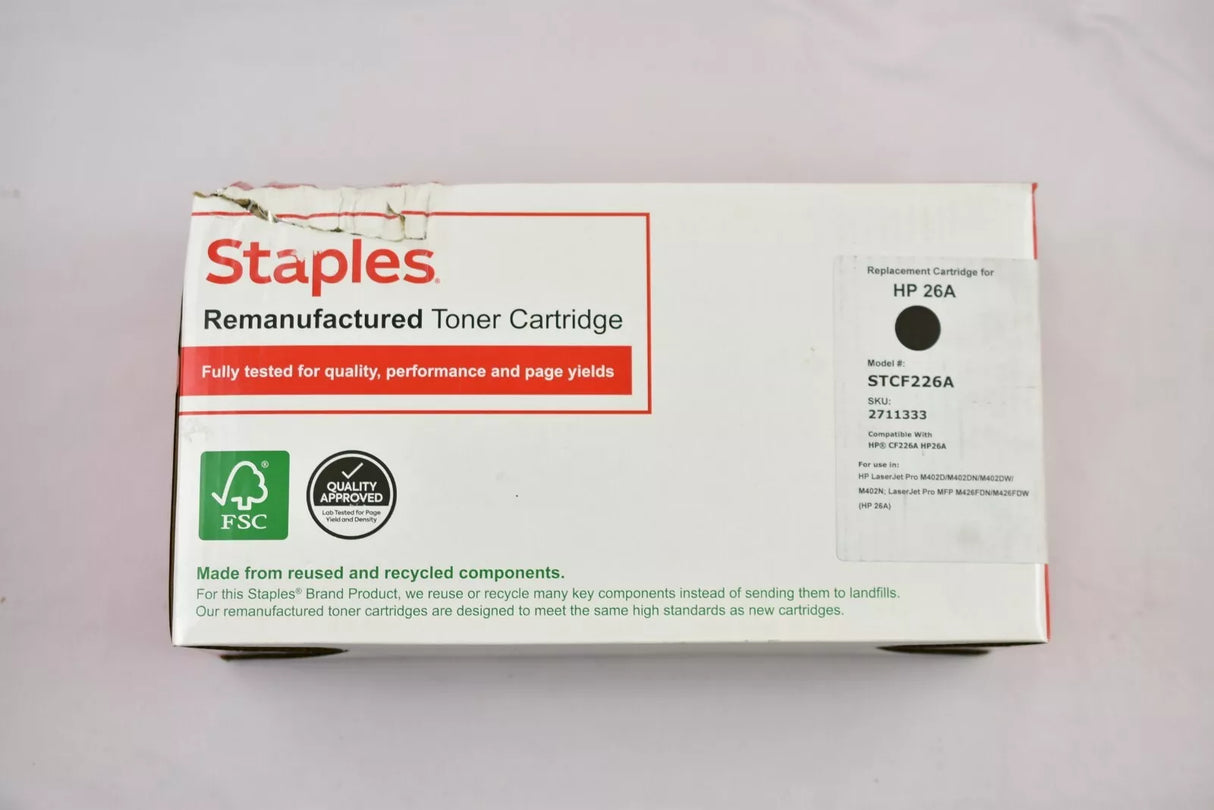 Staples®
Remanufactured Toner Cartridge
Fully tested for quality, performance and page yields
FSC®
QUALITY
APPROVED
Lab Tested for Page
Yield and Density
Made from reused and recycled components.
For this Staples® Brand Product, we reuse or recycle many key components instead of sending them to landfills.
Our remanufactured toner cartridges are designed to meet the same high standards as new cartridges.
Replacement Cartridge for
HP 26A
Model #:
STCF226A
SKU:
2711333
Compatible With
HP® CF226A HP26A
For use in:
HP LaserJet Pro M402D/M402DN/M402DW/
M402N; LaserJet Pro MFP M426FDN/M426FDW
(HP 26A)